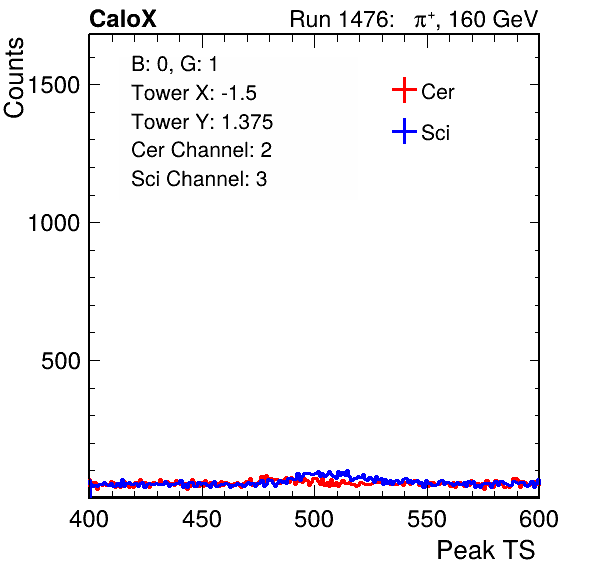 CaloX Run 1476: π⁺, 160 GeV
B: 0, G: 1
Tower X: -1.5
Tower Y: 1.375
Cer Channel: 2
Sci Channel: 3
Cer
Sci
Counts
1500
1000
500
400 450 500 550 600
Peak TS